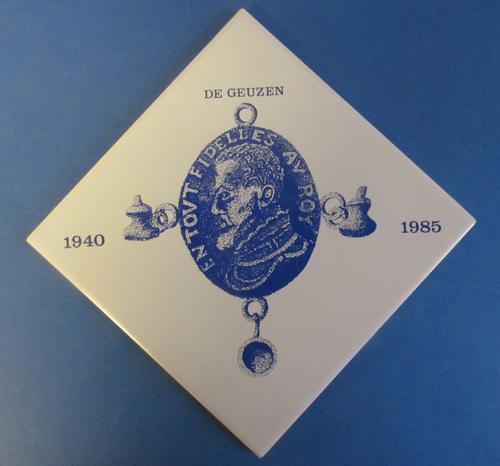 DE GEUZEN
EN TOVT FIDELLES AV ROY
1940
1985